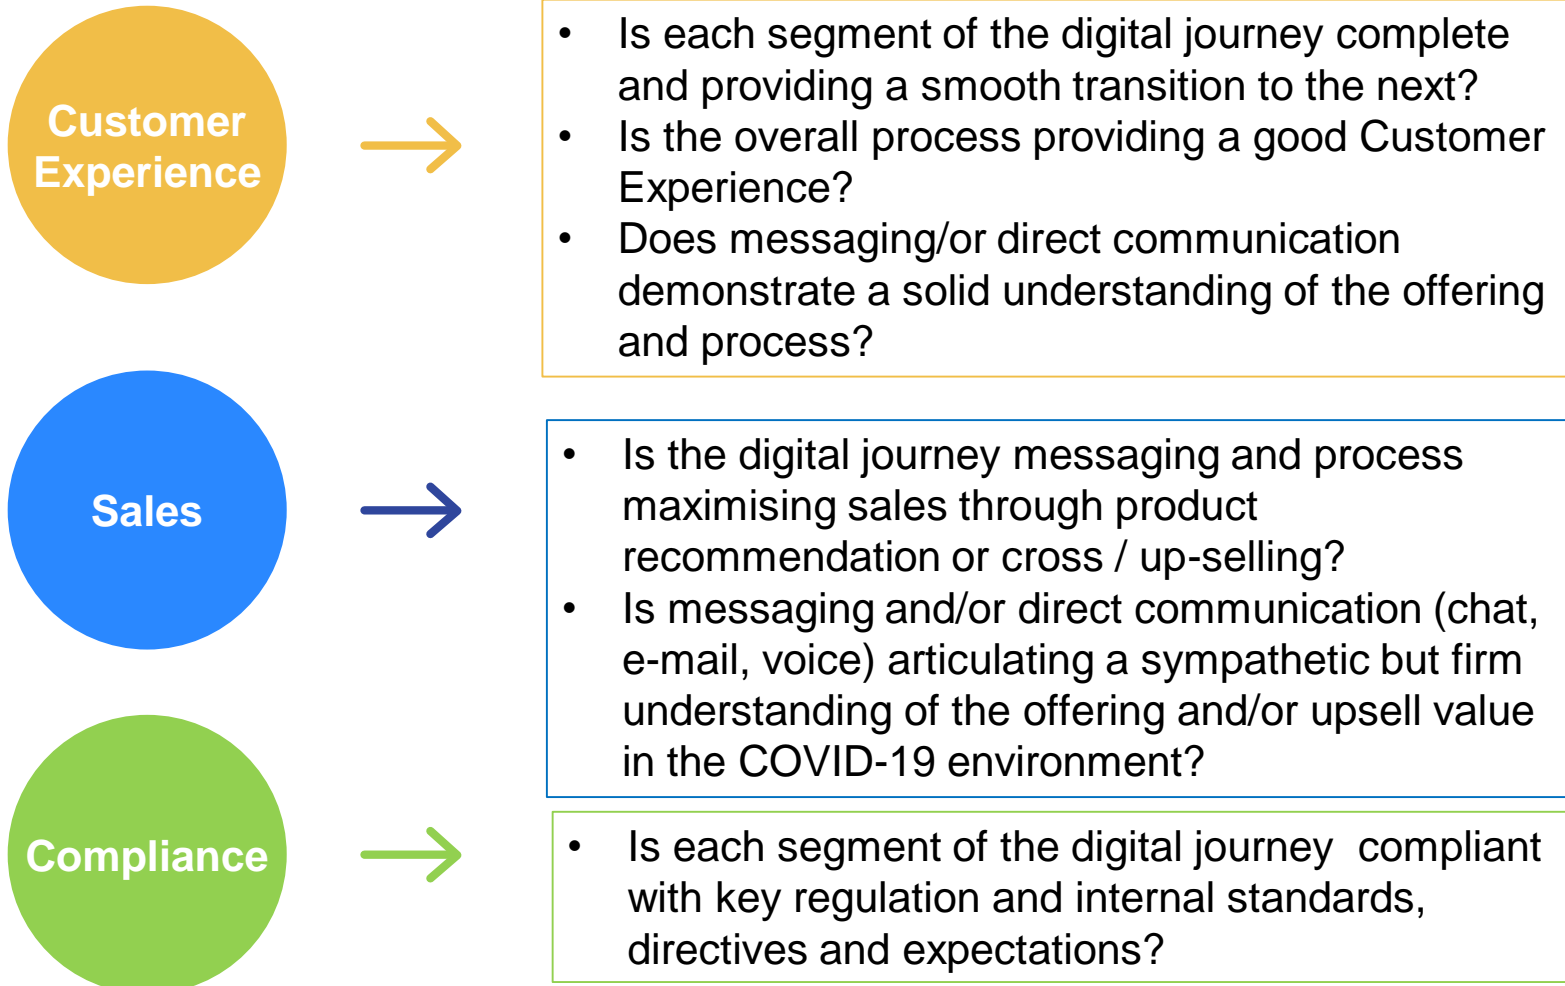 Customer
Experience
• Is each segment of the digital journey complete
and providing a smooth transition to the next?
• Is the overall process providing a good Customer
Experience?
• Does messaging/or direct communication
demonstrate a solid understanding of the offering
and process?
Sales
• Is the digital journey messaging and process
maximising sales through product
recommendation or cross / up-selling?
• Is messaging and/or direct communication (chat,
e-mail, voice) articulating a sympathetic but firm
understanding of the offering and/or upsell value
in the COVID-19 environment?
Compliance
• Is each segment of the digital journey  compliant
with key regulation and internal standards,
directives and expectations?